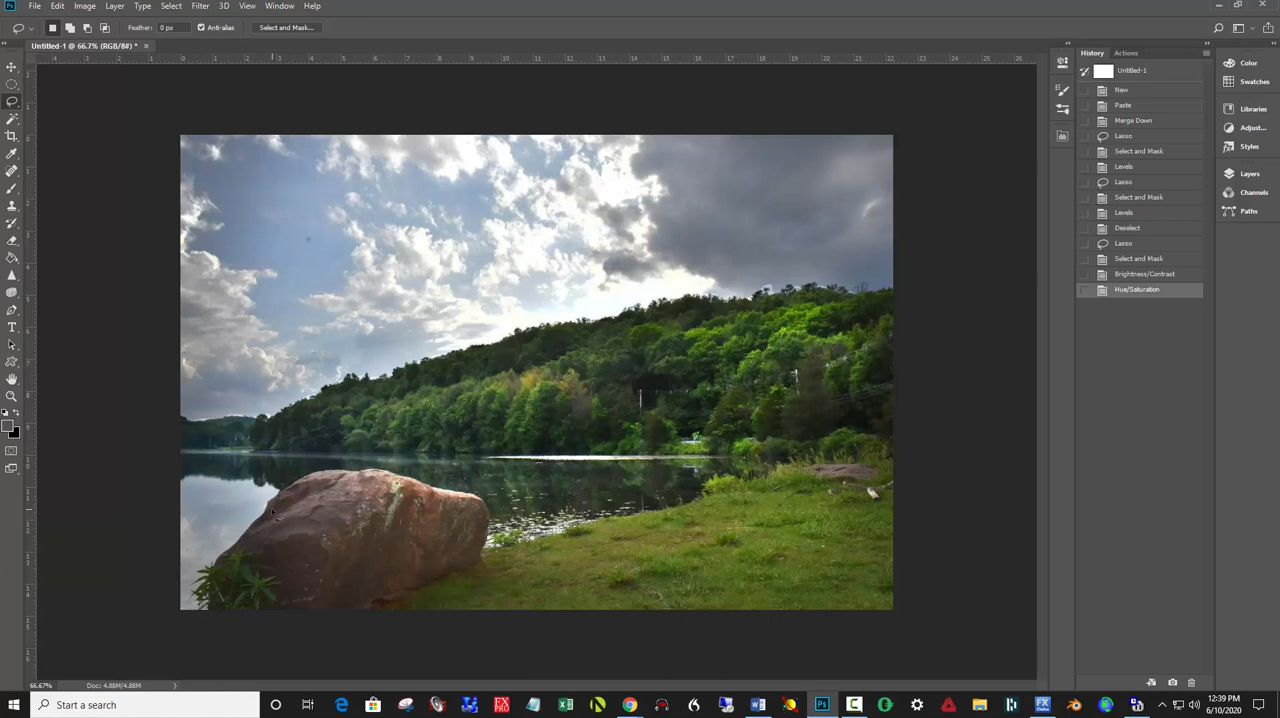 Ps File Edit Image Layer Type Select Filter 3D View Window Help
Feather: 0 px Anti-alias Select and Mask...
Untitled-1 @ 66.7% (RGB/8#) *
History Actions
Untitled-1
New
Paste
Merge Down
Lasso
Select and Mask
Levels
Lasso
Select and Mask
Levels
Deselect
Lasso
Select and Mask
Brightness/Contrast
Hue/Saturation
Color
Swatches
Libraries
Adjust...
Styles
Layers
Channels
Paths
66.67% Doc: 4.88M/4.88M
Start a search
12:39 PM
6/10/2020